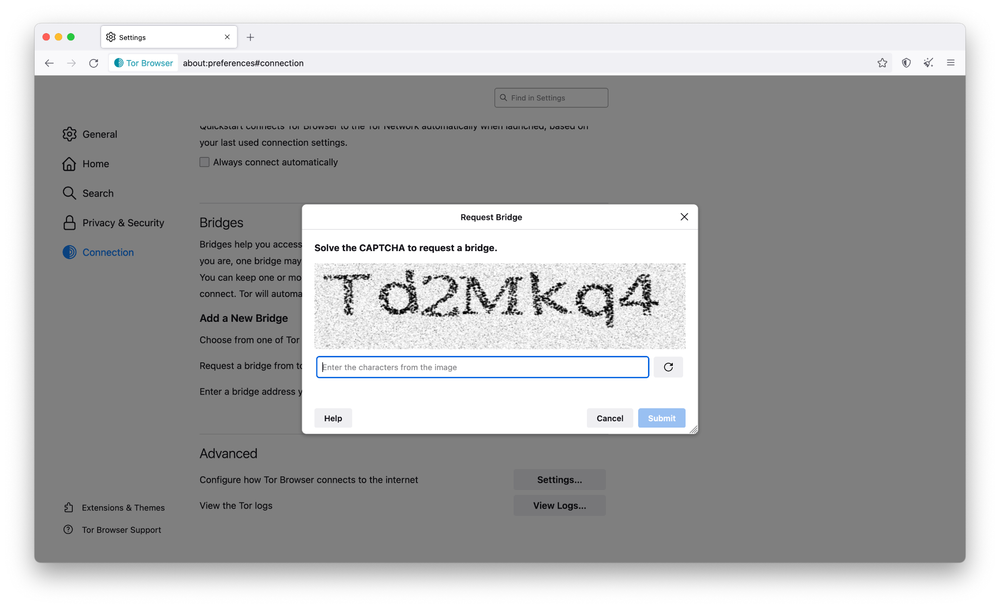 Settings
Tor Browser about:preferences#connection
Find in Settings
General
Home
Search
Privacy & Security
Connection
Extensions & Themes
Tor Browser Support
Quickstart connects Tor Browser to the Tor Network automatically when launched, based on
your last used connection settings.
Always connect automatically
Bridges
Bridges help you access
you are, one bridge may
You can keep one or mo
connect. Tor will automa
Add a New Bridge
Choose from one of Tor
Request a bridge from to
Enter a bridge address y
Request Bridge
Solve the CAPTCHA to request a bridge.
Td2Mkq4
Enter the characters from the image
Help Cancel Submit
Advanced
Configure how Tor Browser connects to the internet Settings...
View the Tor logs View Logs...